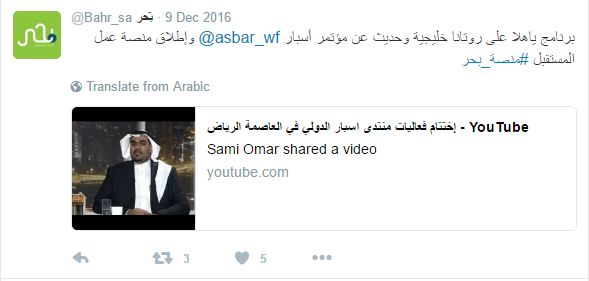 بحر @Bahr_sa · 9 Dec 2016
برنامج ياهلا على روتانا خليجية وحديث عن مؤتمر أسبار @asbar_wf وإطلاق منصة عمل
المستقبل #منصة_بحر
Translate from Arabic
إختتام فعاليات منتدى اسبار الدولي في العاصمة الرياض - YouTube
Sami Omar shared a video
youtube.com
3
5